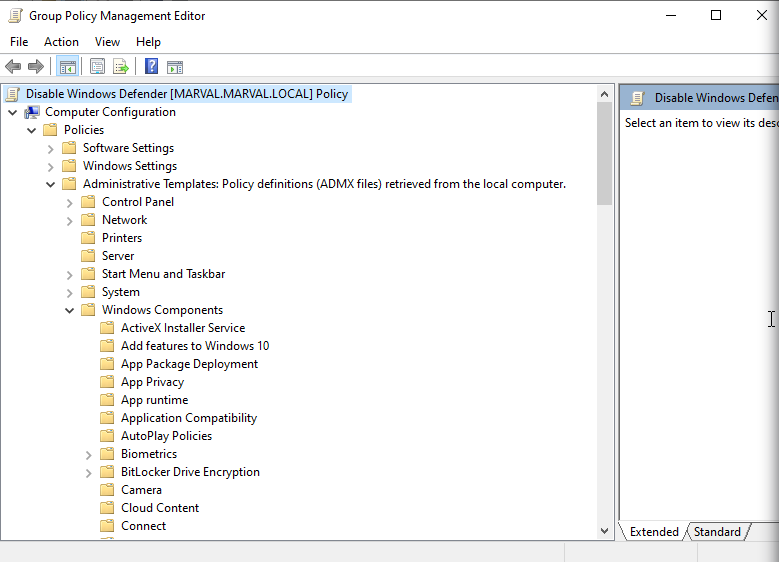 Group Policy Management Editor
File Action View Help
Disable Windows Defender [MARVAL.MARVAL.LOCAL] Policy
Computer Configuration
Policies
Software Settings
Windows Settings
Administrative Templates: Policy definitions (ADMX files) retrieved from the local computer.
Control Panel
Network
Printers
Server
Start Menu and Taskbar
System
Windows Components
ActiveX Installer Service
Add features to Windows 10
App Package Deployment
App Privacy
App runtime
Application Compatibility
AutoPlay Policies
Biometrics
BitLocker Drive Encryption
Camera
Cloud Content
Connect
Disable Windows Defen
Select an item to view its desc
Extended Standard